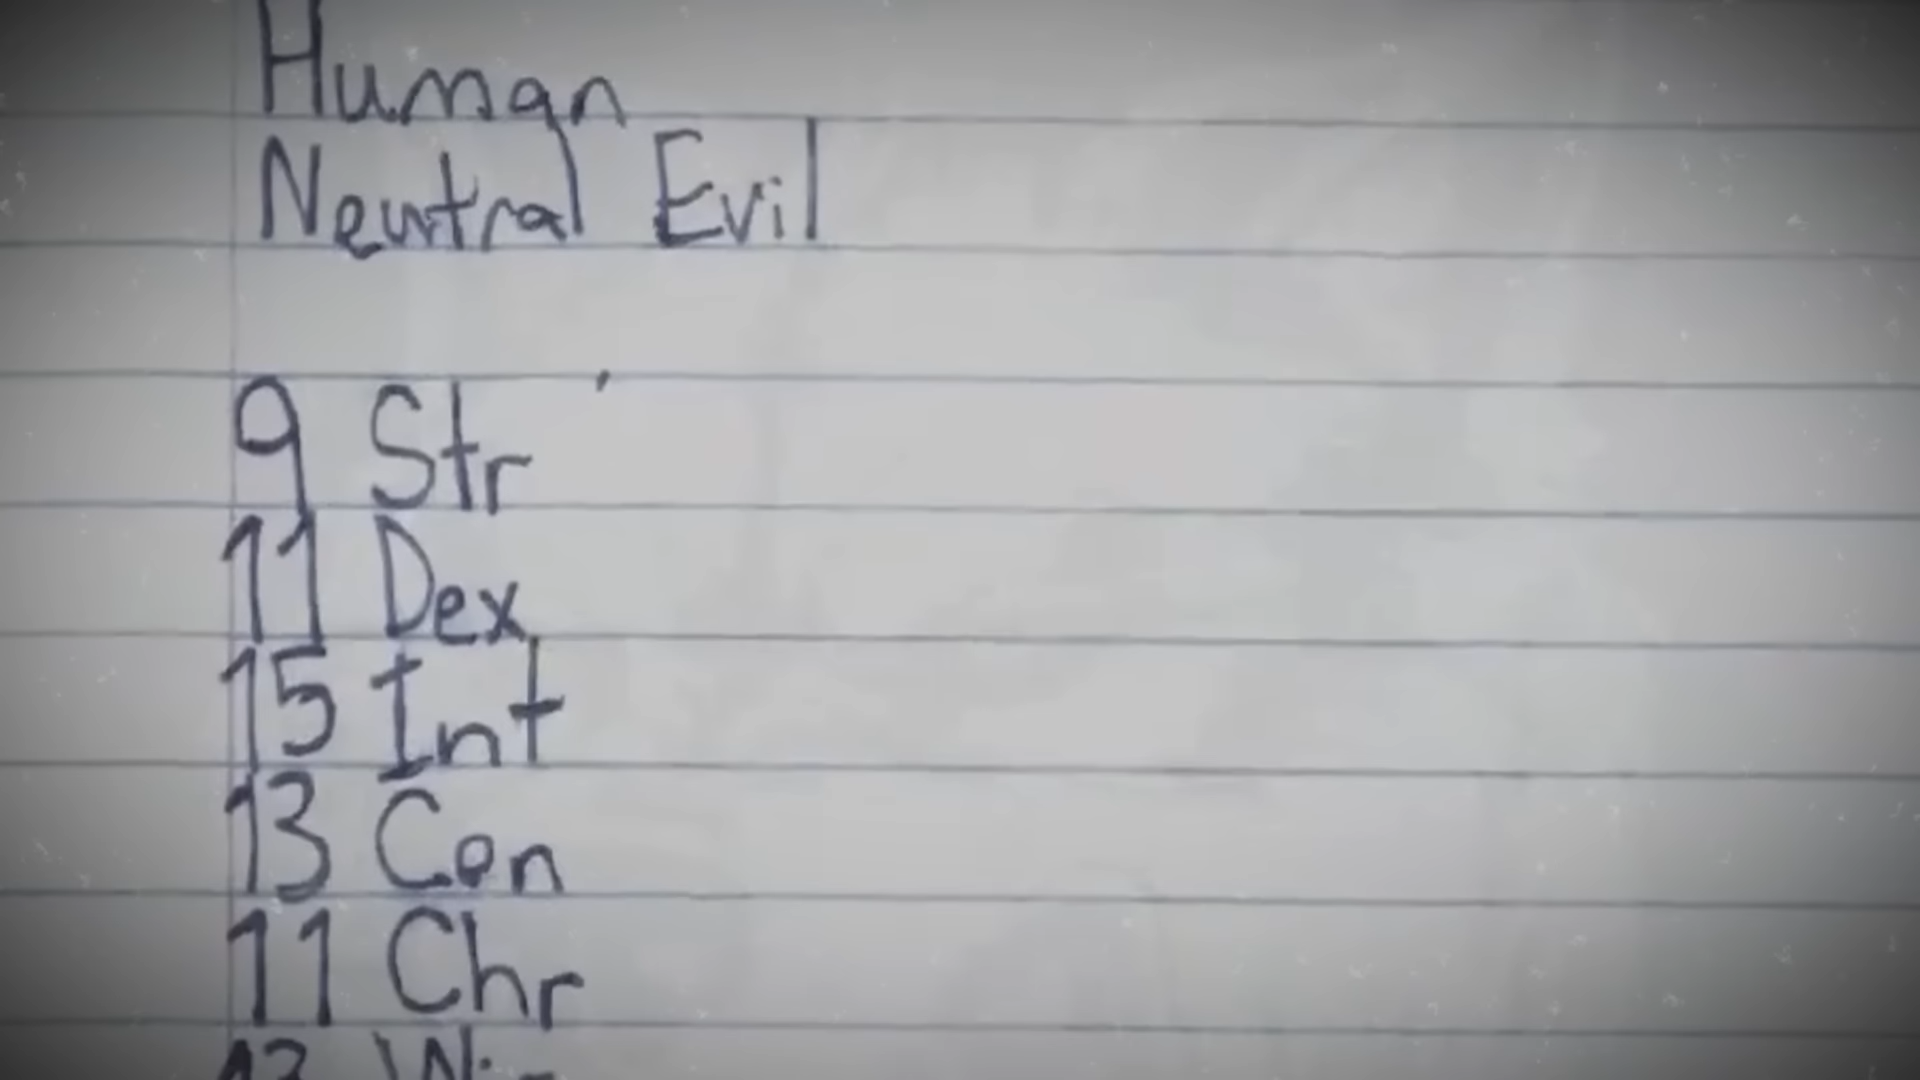 Human
Neutral Evil
9 Str
11 Dex
15 Int
13 Con
11 Chr